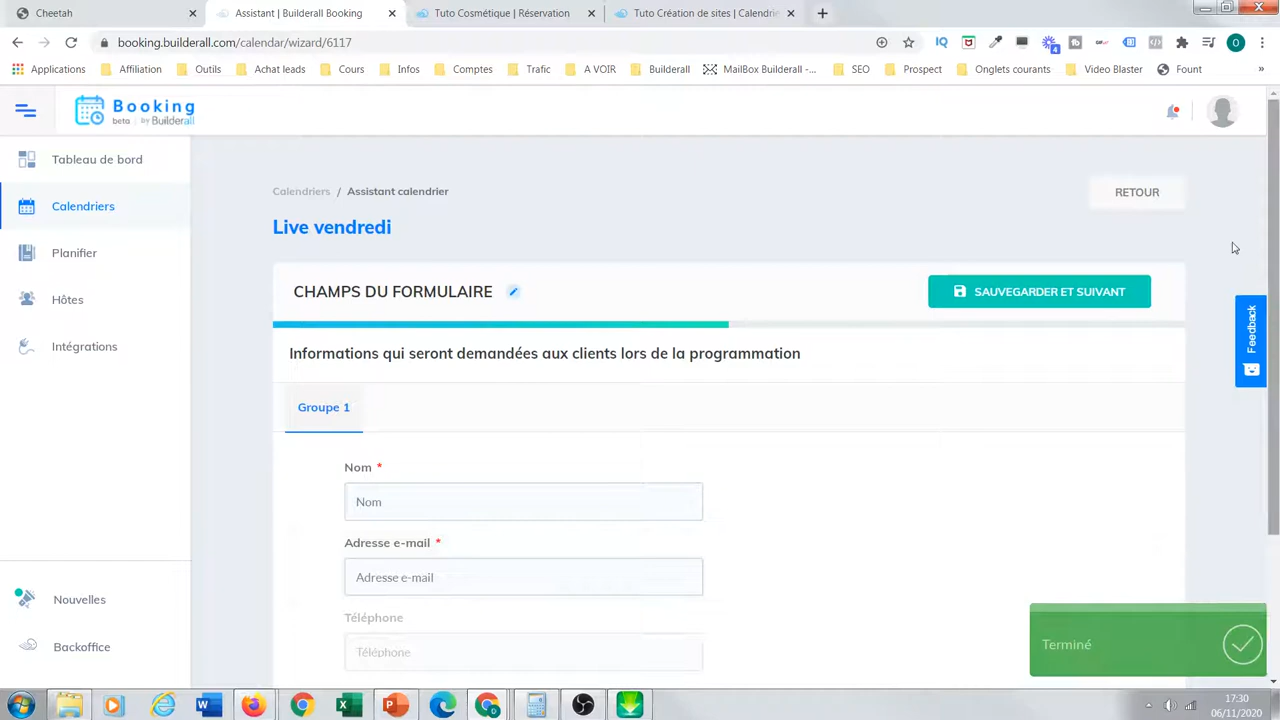 Cheetah
Assistant | Builderall Booking
Tuto Cosmétique | Rés
Tuto Création de sites | Calendrie
booking.builderall.com/calendar/wizard/6117
4
O
Applications
Affiliation
Outils
Achat leads
Cours
Infos
Comptes
Trafic
A VOIR
Builderall
MailBox Builderall -...
SEO
Prospect
Onglets courants
Video Blaster
Fount
»
Booking
beta | by Builderall
Tableau de bord
Calendriers
Planifier
Hôtes
Intégrations
Nouvelles
Backoffice
Calendriers / Assistant calendrier
RETOUR
Live vendredi
CHAMPS DU FORMULAIRE
SAUVEGARDER ET SUIVANT
Informations qui seront demandées aux clients lors de la programmation
Groupe 1
Nom *
Nom
Adresse e-mail *
Adresse e-mail
Téléphone
Téléphone
Feedback
Terminé
17:30
06/11/2020